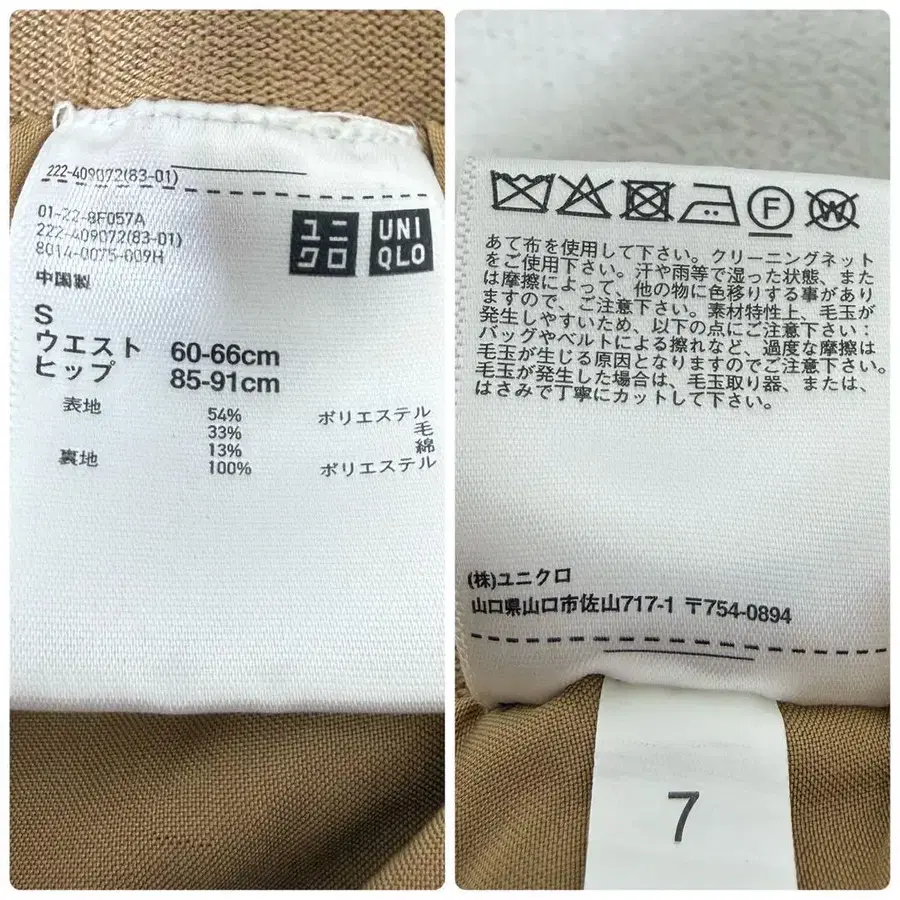 222-409072(83-01)
01-22-8F057A
222-409072(83-01)
8014-0075-009H
中国製
ユニ
クロ
UNI
QLO
S
ウエスト 60-66cm
ヒップ 85-91cm
表地 54% ポリエステル
33% 毛
13% 綿
裏地 100% ポリエステル
F
W
あて布を使用して下さい。クリーニングネット
をご使用下さい。汗や雨等で湿った状態、また
は摩擦によって、他の物に色移りする事があり
ますので、ご注意下さい。素材特性上、毛玉が
発生しやすいため、以下の点にご注意下さい：
バッグやベルトによる擦れなど、過度な摩擦は
毛玉が生じる原因となりますのでご注意下さい。
毛玉が発生した場合は、毛玉取り器、または、
はさみで丁寧にカットして下さい。
(株)ユニクロ
山口県山口市佐山717-1 〒754-0894
7